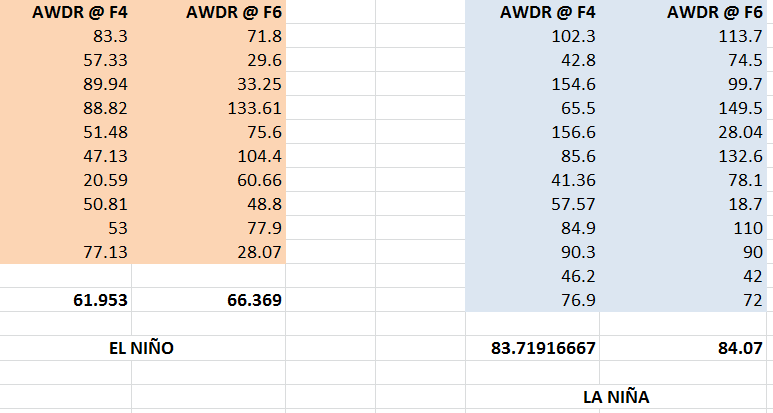 AWDR @ F4 AWDR @ F6 AWDR @ F4 AWDR @ F6
83.3 71.8 102.3 113.7
57.33 29.6 42.8 74.5
89.94 33.25 154.6 99.7
88.82 133.61 65.5 149.5
51.48 75.6 156.6 28.04
47.13 104.4 85.6 132.6
20.59 60.66 41.36 78.1
50.81 48.8 57.57 18.7
53 77.9 84.9 110
77.13 28.07 90.3 90
46.2 42
61.953 66.369 76.9 72
EL NIÑO 83.71916667 84.07
LA NIÑA